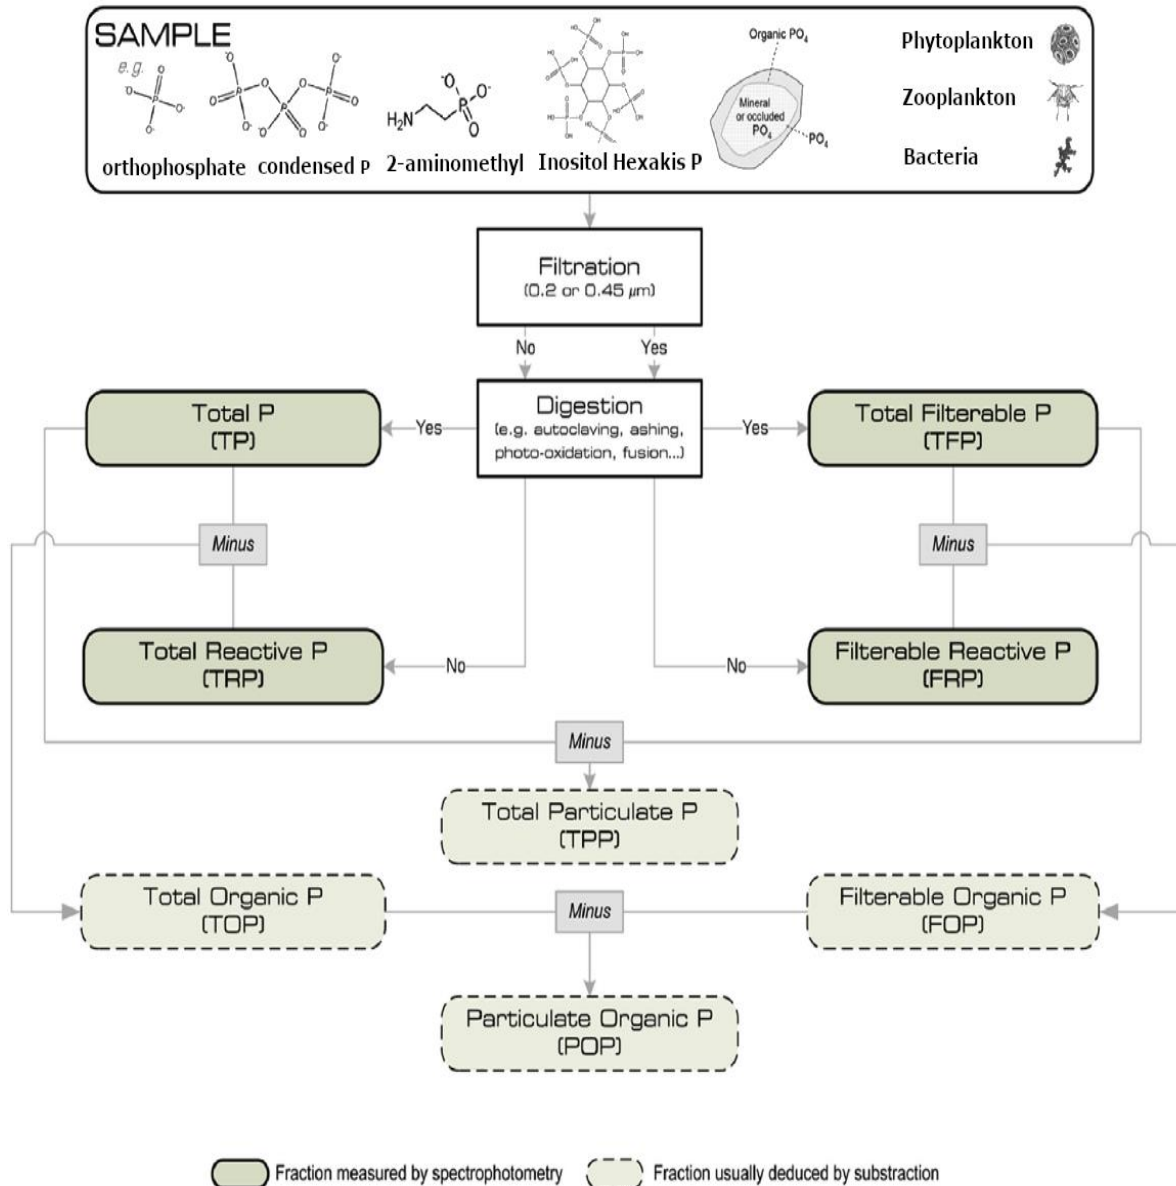 SAMPLE
e.g.
orthophosphate
condensed P
2-aminomethyl
Inositol Hexakis P
Organic PO4
Mineral
or occluded
PO4
PO4
Phytoplankton
Zooplankton
Bacteria
H2N
Filtration
(0.2 or 0.45 µm)
No
Yes
Digestion
(e.g. autoclaving, ashing,
photo-oxidation, fusion...)
Yes
Yes
Total P
(TP)
Total Filterable P
(TFP)
Minus
Minus
Total Reactive P
(TRP)
No
No
Filterable Reactive P
(FRP)
Minus
Total Particulate P
(TPP)
Total Organic P
(TOP)
Minus
Filterable Organic P
(FOP)
Particulate Organic P
(POP)
Fraction measured by spectrophotometry
Fraction usually deduced by substraction